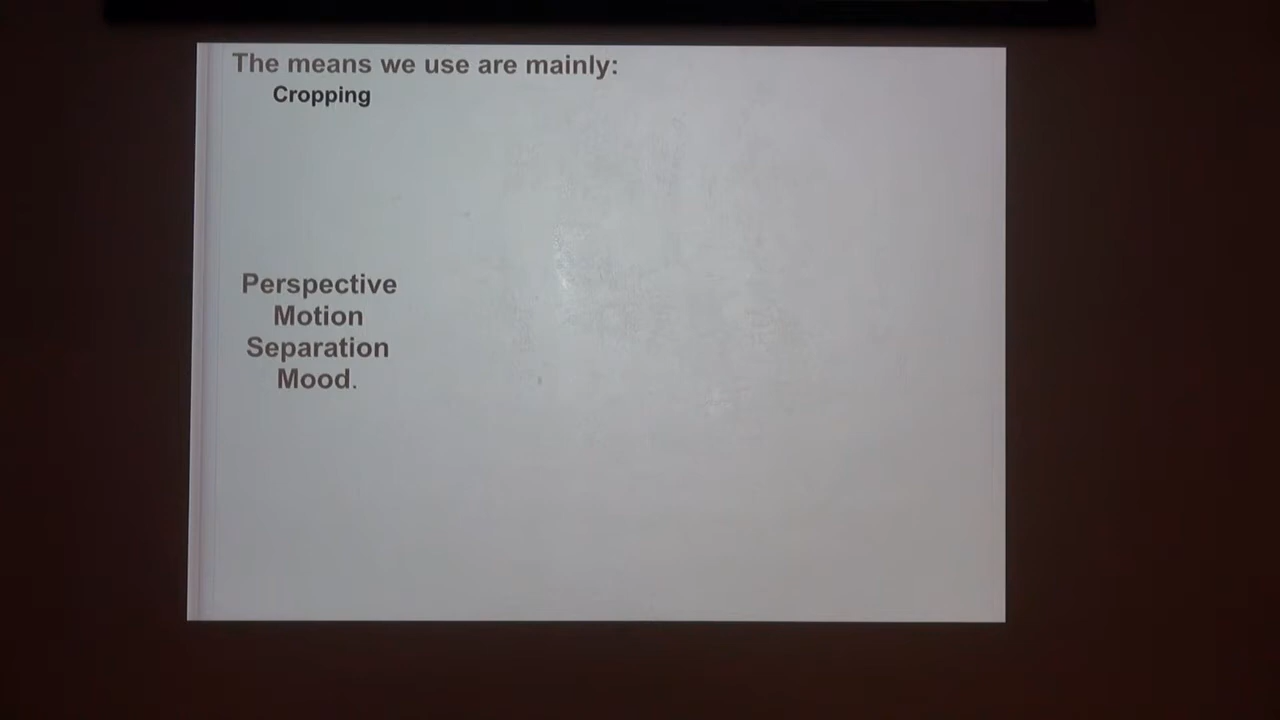 The means we use are mainly:
Cropping
Perspective
Motion
Separation
Mood.